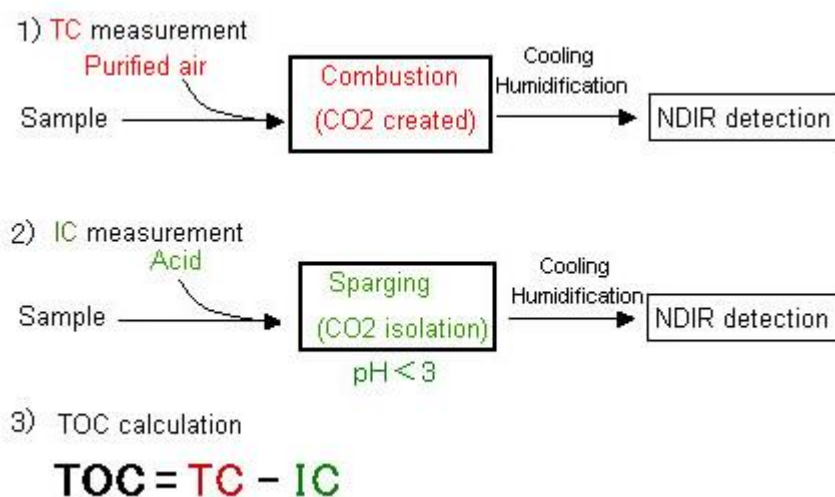 1) TC measurement
Purified air
Sample
Combustion
(CO2 created)
Cooling
Humidification
NDIR detection
2) IC measurement
Acid
Sample
Sparging
(CO2 isolation)
pH < 3
Cooling
Humidification
NDIR detection
3) TOC calculation
TOC = TC - IC